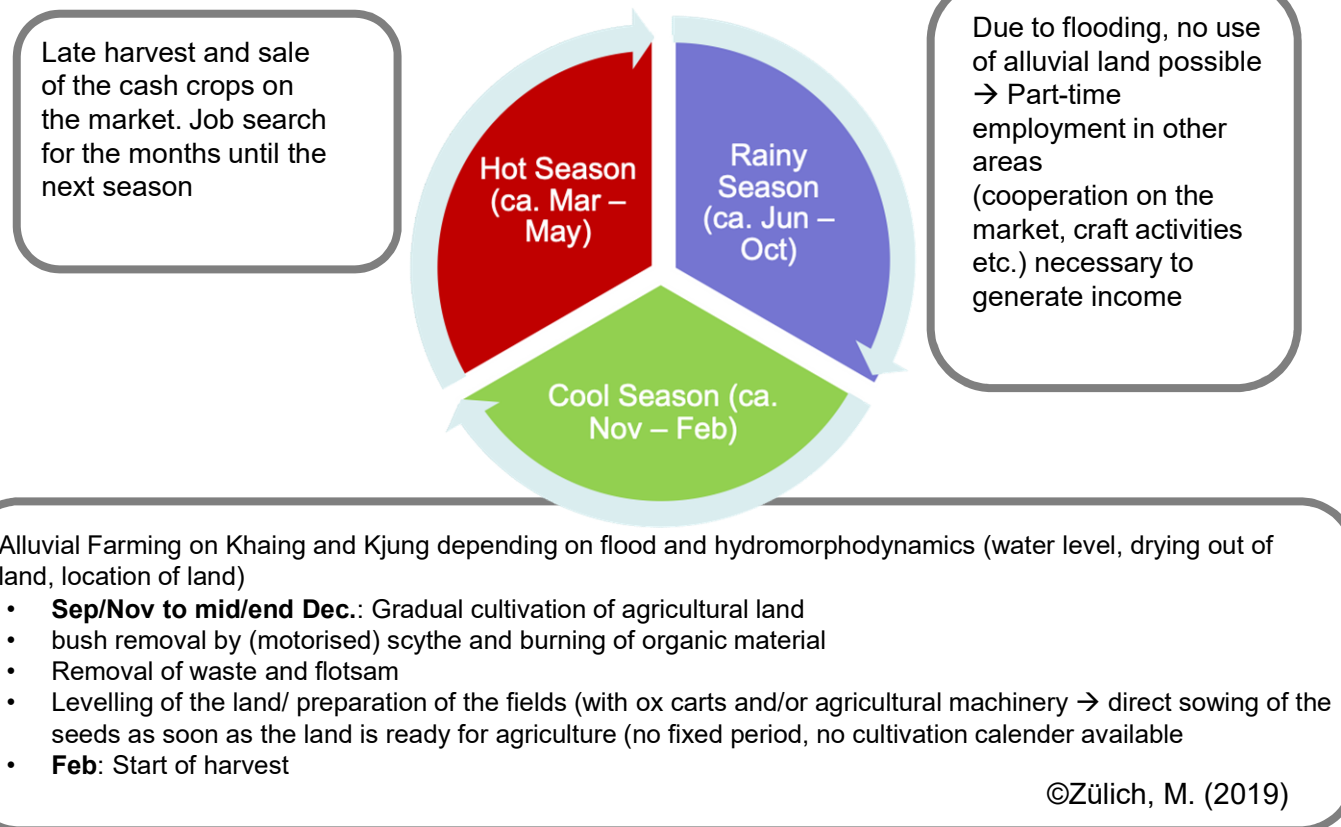 Late harvest and sale
of the cash crops on
the market. Job search
for the months until the
next season
Hot Season
(ca. Mar –
May)
Rainy
Season
(ca. Jun –
Oct)
Cool Season (ca.
Nov – Feb)
Due to flooding, no use
of alluvial land possible
→ Part-time
employment in other
areas
(cooperation on the
market, craft activities
etc.) necessary to
generate income
Alluvial Farming on Khaing and Kjung depending on flood and hydromorphodynamics (water level, drying out of
land, location of land)
• Sep/Nov to mid/end Dec.: Gradual cultivation of agricultural land
• bush removal by (motorised) scythe and burning of organic material
• Removal of waste and flotsam
• Levelling of the land/ preparation of the fields (with ox carts and/or agricultural machinery → direct sowing of the
seeds as soon as the land is ready for agriculture (no fixed period, no cultivation calender available
• Feb: Start of harvest
©Zülich, M. (2019)